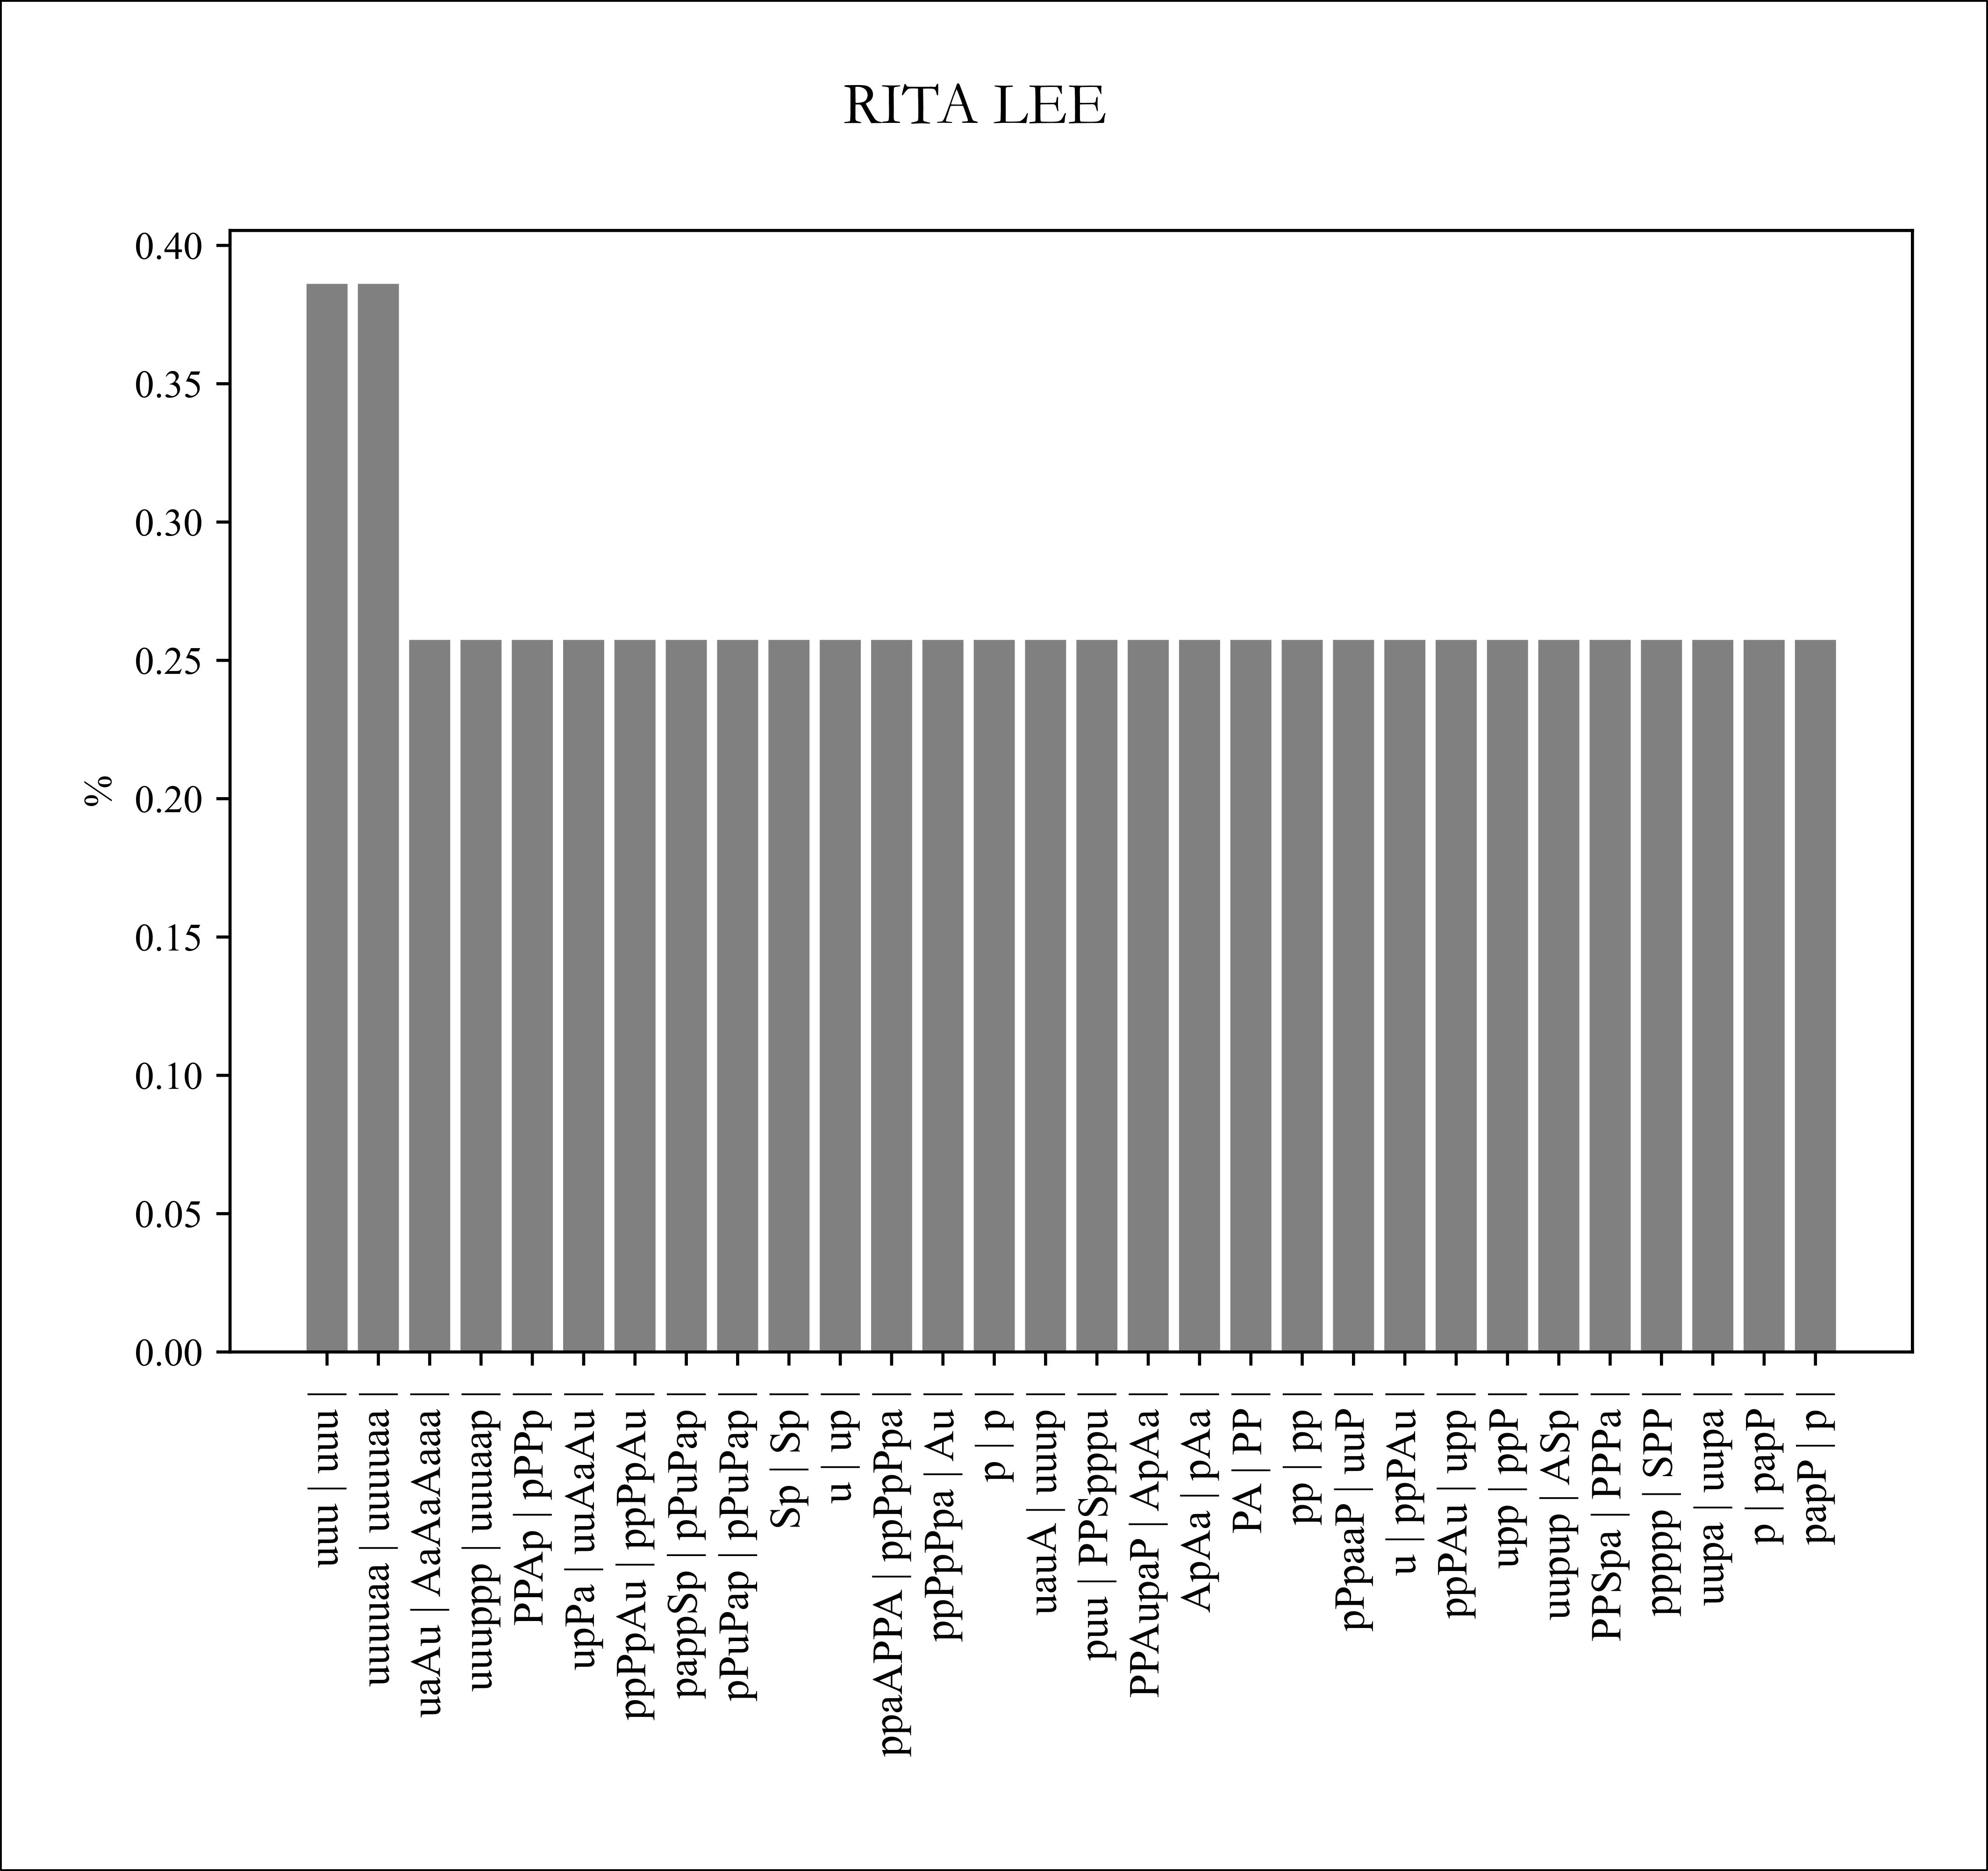 RITA LEE
%
0.40
0.35
0.30
0.25
0.20
0.15
0.10
0.05
0.00
uuu | uuu |
uuuuaa | uuuuaa |
uaAu | AaAaAaaa |
uuuppp | uuuaap |
PPAp | pPPp |
upPa | uuAaAu |
ppPpAu | ppPpAu |
pappSp | pPuPap |
pPuPap | pPuPap |
Sp | Sp |
u | up |
ppaAPPA | ppPpPpa |
ppPpPpa | Au |
p | p |
uauA | uuup |
puu | PPSpppu |
PPAupaP | ApAa |
ApAa | pAa |
PA | PP |
pp | pp |
pPpaaP | uuP |
u | ppPAu |
ppPAu | upp |
upp | ppP |
uupup | ASp |
PPSpa | PPPa |
ppppp | SPP |
uupa | uupa |
p | papP |
papP | p |